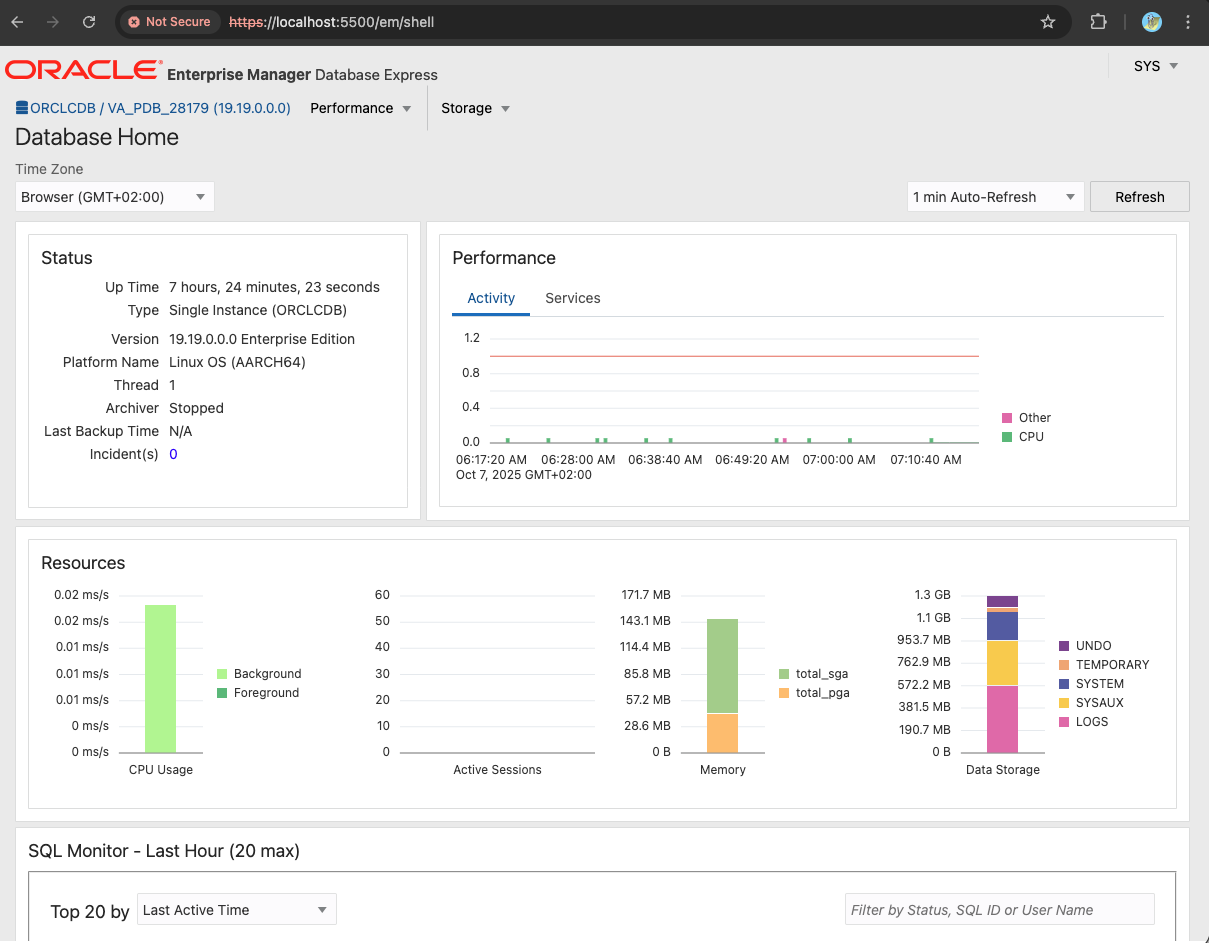 Not Secure https://localhost:5500/em/shell
ORACLE Enterprise Manager Database Express
SYS
ORCLCDB / VA_PDB_28179 (19.19.0.0.0) Performance Storage
Database Home
Time Zone
Browser (GMT+02:00)
1 min Auto-Refresh Refresh
Status
Up Time 7 hours, 24 minutes, 23 seconds
Type Single Instance (ORCLCDB)
Version 19.19.0.0.0 Enterprise Edition
Platform Name Linux OS (AARCH64)
Thread 1
Archiver Stopped
Last Backup Time N/A
Incident(s) 0
Performance
Activity Services
1.2
0.8
0.4
0.0
06:17:20 AM 06:28:00 AM 06:38:40 AM 06:49:20 AM 07:00:00 AM 07:10:40 AM
Oct 7, 2025 GMT+02:00
Other
CPU
Resources
0.02 ms/s
0.02 ms/s
0.01 ms/s
0.01 ms/s
0.01 ms/s
0 ms/s
0 ms/s
CPU Usage
Background
Foreground
60
50
40
30
20
10
0
Active Sessions
171.7 MB
143.1 MB
114.4 MB
85.8 MB
57.2 MB
28.6 MB
0 B
Memory
total_sga
total_pga
1.3 GB
1.1 GB
953.7 MB
762.9 MB
572.2 MB
381.5 MB
190.7 MB
0 B
Data Storage
UNDO
TEMPORARY
SYSTEM
SYSAUX
LOGS
SQL Monitor - Last Hour (20 max)
Top 20 by Last Active Time
Filter by Status, SQL ID or User Name